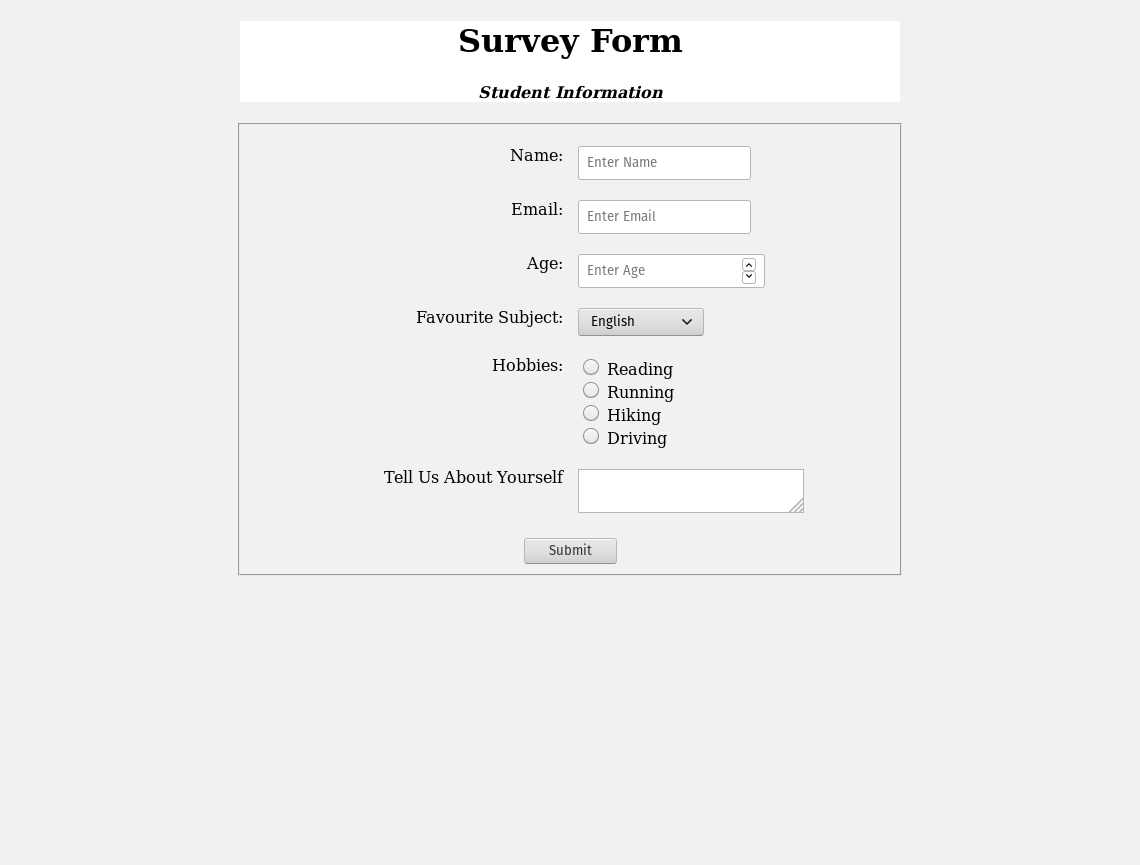 Survey Form
Student Information
Name: Enter Name
Email: Enter Email
Age: Enter Age
Favourite Subject: English
Hobbies: Reading
Running
Hiking
Driving
Tell Us About Yourself
Submit